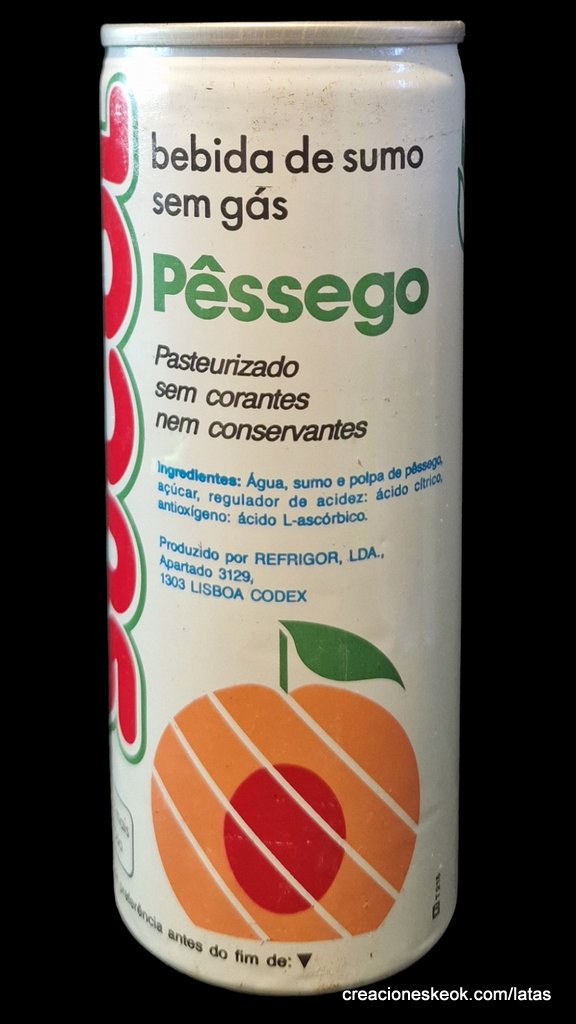 bebida de sumo
sem gás
Pêssego
Pasteurizado
sem corantes
nem conservantes
Ingredientes: Água, sumo e polpa de pêssego,
açúcar, regulador de acidez: ácido cítrico,
antioxígeno: ácido L-ascórbico.
Produzido por REFRIGOR, LDA.,
Apartado 3129,
1303 LISBOA CODEX
preferência antes do fim de: ▼
creacioneskeok.com/latas